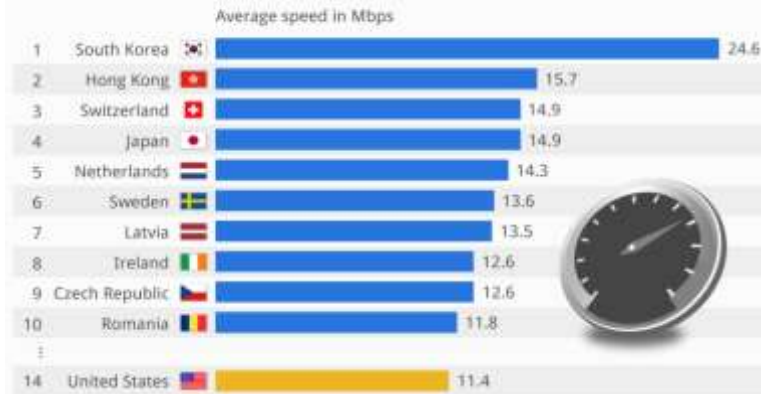 Average speed in Mbps
1 South Korea 24.6
2 Hong Kong 15.7
3 Switzerland 14.9
4 Japan 14.9
5 Netherlands 14.3
6 Sweden 13.6
7 Latvia 13.5
8 Ireland 12.6
9 Czech Republic 12.6
10 Romania 11.8
⋮
14 United States 11.4